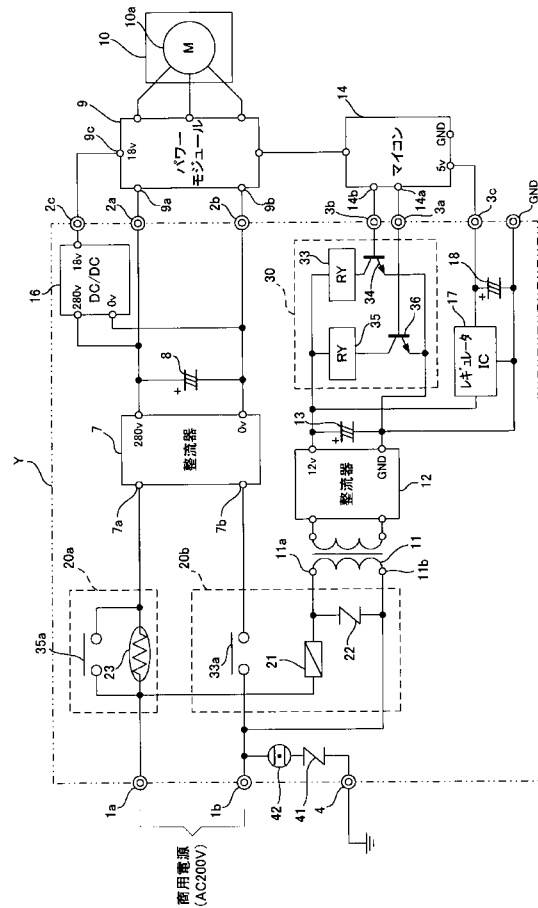 10
10a
M
9
9c
18v
パワー
モジュール
9a
9b
14
マイコン
14b
14a
5v
GND
2c
2a
2b
3b
3a
3c
GND
16
18v
DC/DC
280v
0v
30
33
RY
34
35
RY
36
17
レギュレータ
IC
18
+
8
+
13
+
Y
7
280v
整流器
0v
7a
7b
12v
整流器
GND
12
11a
11
11b
20a
35a
23
20b
33a
21
22
1a
1b
42
41
4
商用電源
(AC200V)